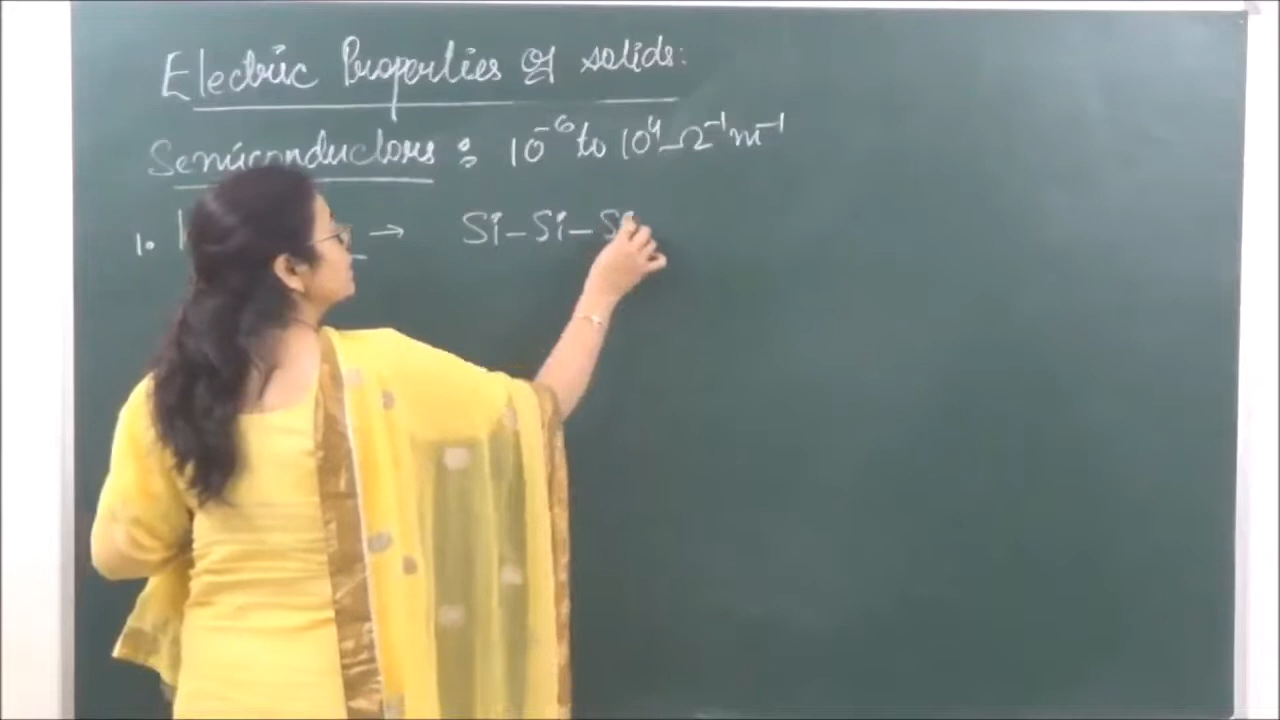 Electric Properties of solids:
Semiconductors : 10⁻⁶ to 10⁴ Ω⁻¹m⁻¹
1. → Si-Si-Si